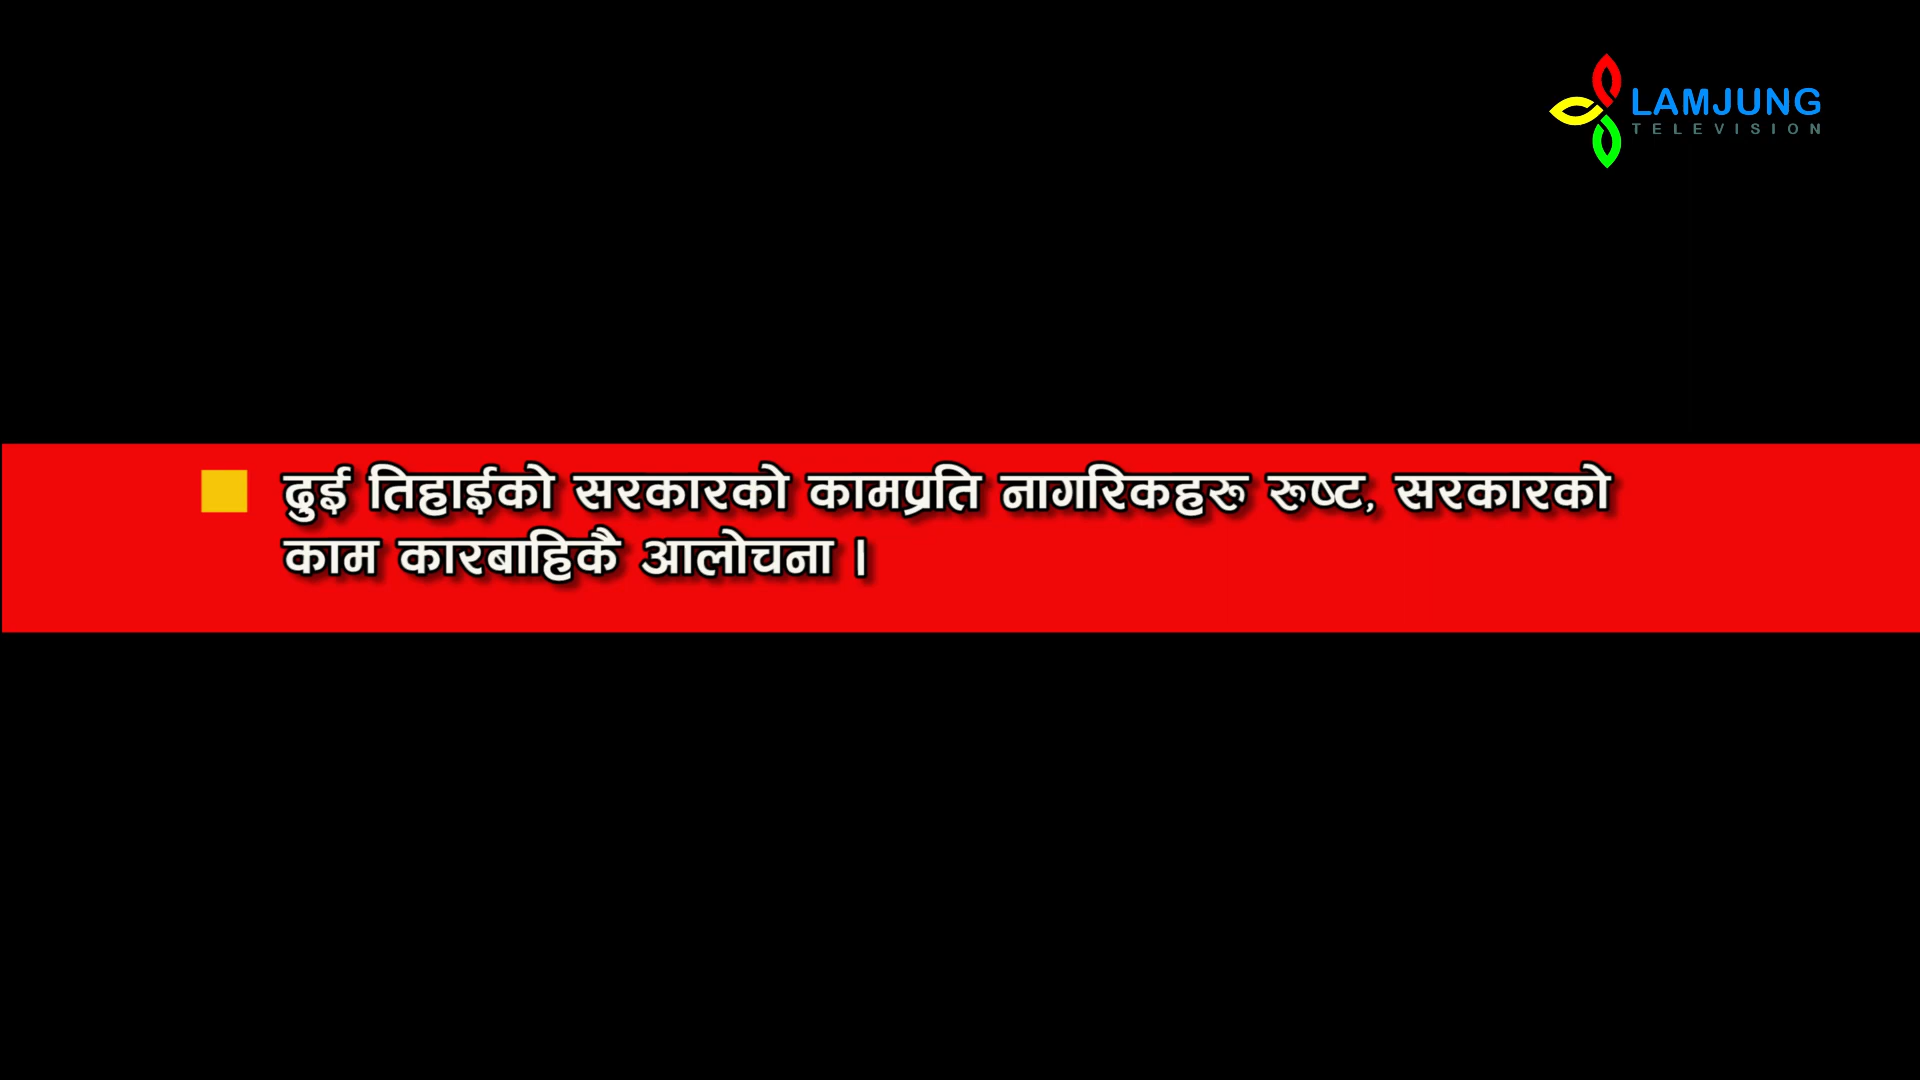 LAMJUNG
TELEVISION
दुई तिहाईको सरकारको कामप्रति नागरिकहरु रुष्ट, सरकारको
काम कारबाहिकै आलोचना ।